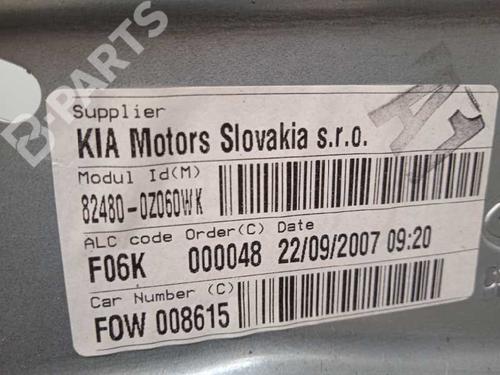 B-PARTS
Supplier
KIA Motors Slovakia s.r.o.
Modul Id(M)
82480-0Z060WK
ALC code Order(C) Date
F06K 000048 22/09/2007 09:20
Car Number (C)
FOW 008615